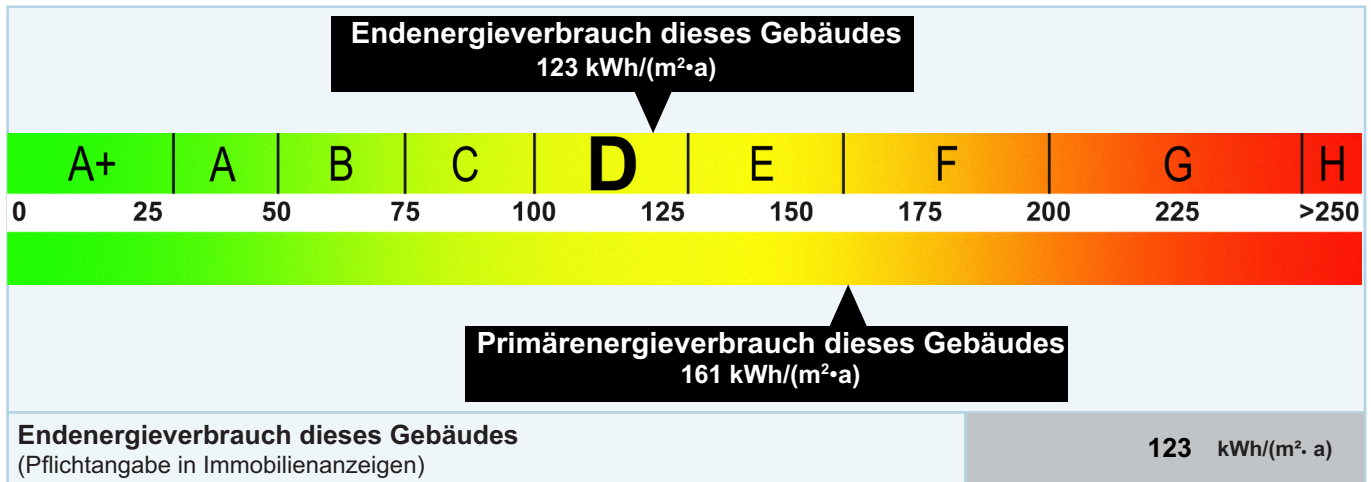 Endenergieverbrauch dieses Gebäudes
123 kWh/(m²•a)
A+ A B C D E F G H
0 25 50 75 100 125 150 175 200 225 >250
Primärenergieverbrauch dieses Gebäudes
161 kWh/(m²•a)
Endenergieverbrauch dieses Gebäudes
(Pflichtangabe in Immobilienanzeigen)
123 kWh/(m²· a)